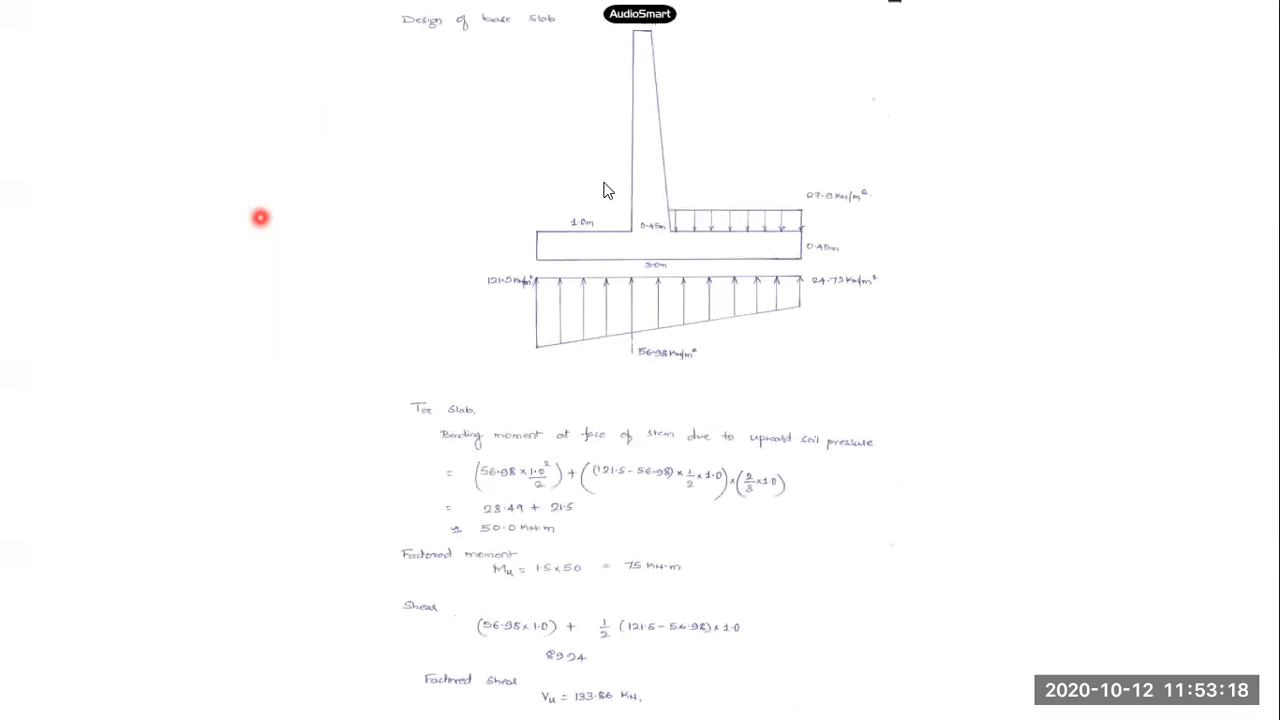 AudioSmart
Design of base slab
27.9 KN/m²
1.0m
0.45m
0.45m
3.0m
121.5 KN/m²
24.73 KN/m²
56.98 KN/m²
Toe slab,
Bending moment at face of stem due to upward soil pressure
= (56.98 × 1.0²/2) + ((121.5 - 56.98) × 1/2 × 1.0) × (2/3 × 1.0)
= 28.49 + 21.5
≃ 50.0 KN-m
Factored moment
Mu = 1.5 × 50 = 75 KN-m
Shear
(56.98 × 1.0) + 1/2 (121.5 - 56.98) × 1.0
89.24
Factored shear
Vu = 133.86 KN,
2020-10-12 11:53:18